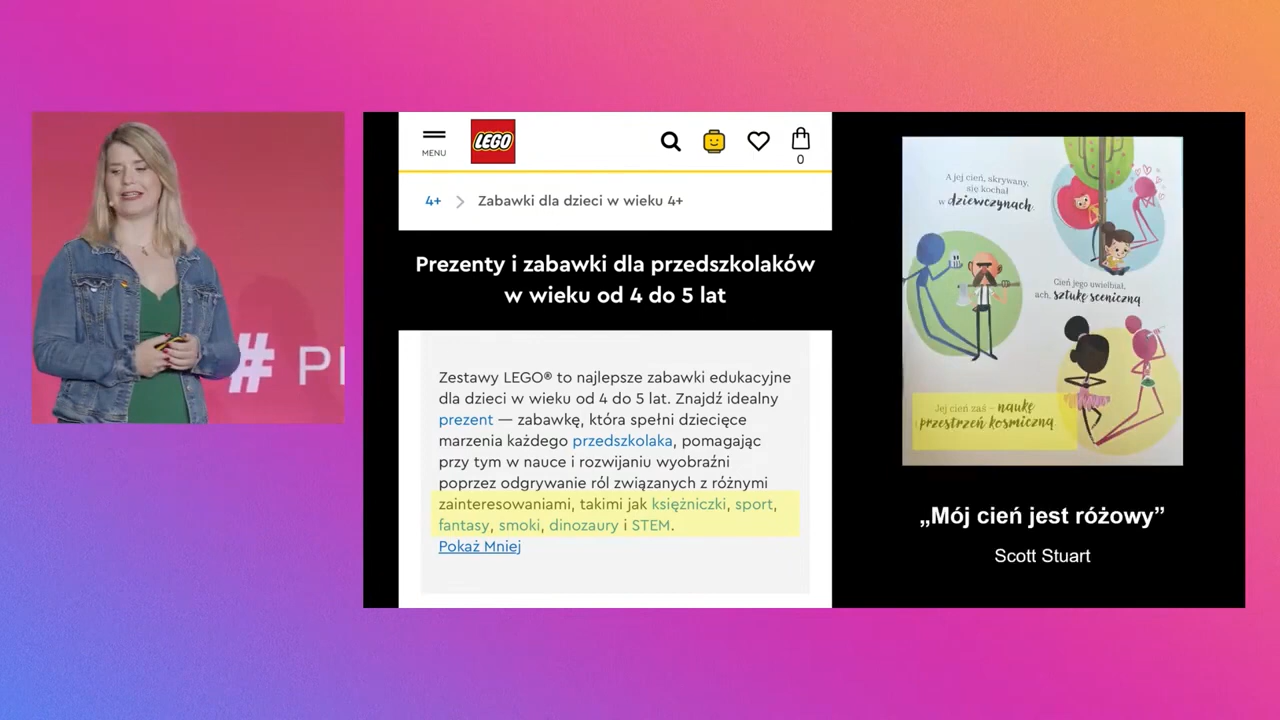 # P
MENU
LEGO
0
4+ > Zabawki dla dzieci w wieku 4+
Prezenty i zabawki dla przedszkolaków
w wieku od 4 do 5 lat
Zestawy LEGO® to najlepsze zabawki edukacyjne
dla dzieci w wieku od 4 do 5 lat. Znajdź idealny
prezent — zabawkę, która spełni dziecięce
marzenia każdego przedszkolaka, pomagając
przy tym w nauce i rozwijaniu wyobraźni
poprzez odgrywanie ról związanych z różnymi
zainteresowaniami, takimi jak księżniczki, sport,
fantasy, smoki, dinozaury i STEM.
Pokaż Mniej
A jej cień, skrywany,
się kochał
w dziewczynach.
Cień jego uwielbiał,
ach, sztukę sceniczną
Jej cień zaś – naukę
i przestrzeń kosmiczną.
„Mój cień jest różowy”
Scott Stuart